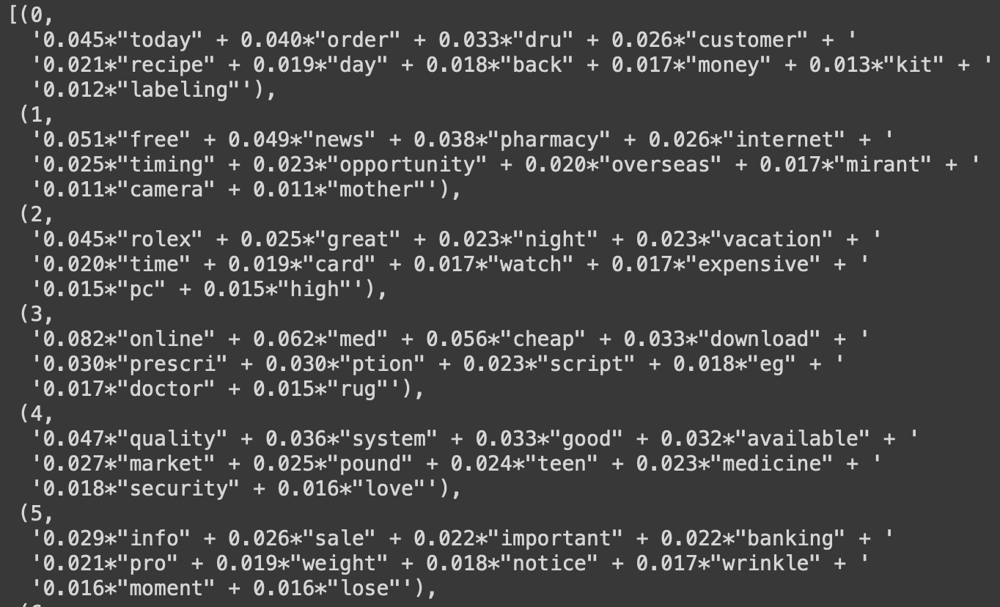 [(0,
'0.045*"today" + 0.040*"order" + 0.033*"dru" + 0.026*"customer" + '
'0.021*"recipe" + 0.019*"day" + 0.018*"back" + 0.017*"money" + 0.013*"kit" + '
'0.012*"labeling"'),
(1,
'0.051*"free" + 0.049*"news" + 0.038*"pharmacy" + 0.026*"internet" + '
'0.025*"timing" + 0.023*"opportunity" + 0.020*"overseas" + 0.017*"mirant" + '
'0.011*"camera" + 0.011*"mother"'),
(2,
'0.045*"rolex" + 0.025*"great" + 0.023*"night" + 0.023*"vacation" + '
'0.020*"time" + 0.019*"card" + 0.017*"watch" + 0.017*"expensive" + '
'0.015*"pc" + 0.015*"high"'),
(3,
'0.082*"online" + 0.062*"med" + 0.056*"cheap" + 0.033*"download" + '
'0.030*"prescri" + 0.030*"ption" + 0.023*"script" + 0.018*"eg" + '
'0.017*"doctor" + 0.015*"rug"'),
(4,
'0.047*"quality" + 0.036*"system" + 0.033*"good" + 0.032*"available" + '
'0.027*"market" + 0.025*"pound" + 0.024*"teen" + 0.023*"medicine" + '
'0.018*"security" + 0.016*"love"'),
(5,
'0.029*"info" + 0.026*"sale" + 0.022*"important" + 0.022*"banking" + '
'0.021*"pro" + 0.019*"weight" + 0.018*"notice" + 0.017*"wrinkle" + '
'0.016*"moment" + 0.016*"lose"'),